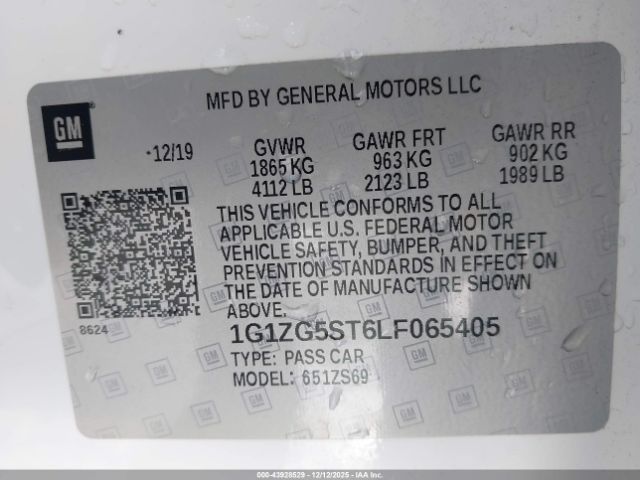 MFD BY GENERAL MOTORS LLC
GM
12/19
GVWR
1865 KG
4112 LB
GAWR FRT
963 KG
2123 LB
GAWR RR
902 KG
1989 LB
THIS VEHICLE CONFORMS TO ALL
APPLICABLE U.S. FEDERAL MOTOR
VEHICLE SAFETY, BUMPER, AND THEFT
PREVENTION STANDARDS IN EFFECT ON
THE DATE OF MANUFACTURE SHOWN
ABOVE.
8624
1G1ZG5ST6LF065405
TYPE: PASS CAR
MODEL: 651ZS69
000-43928529 - 12/12/2025 - IAAI.COM